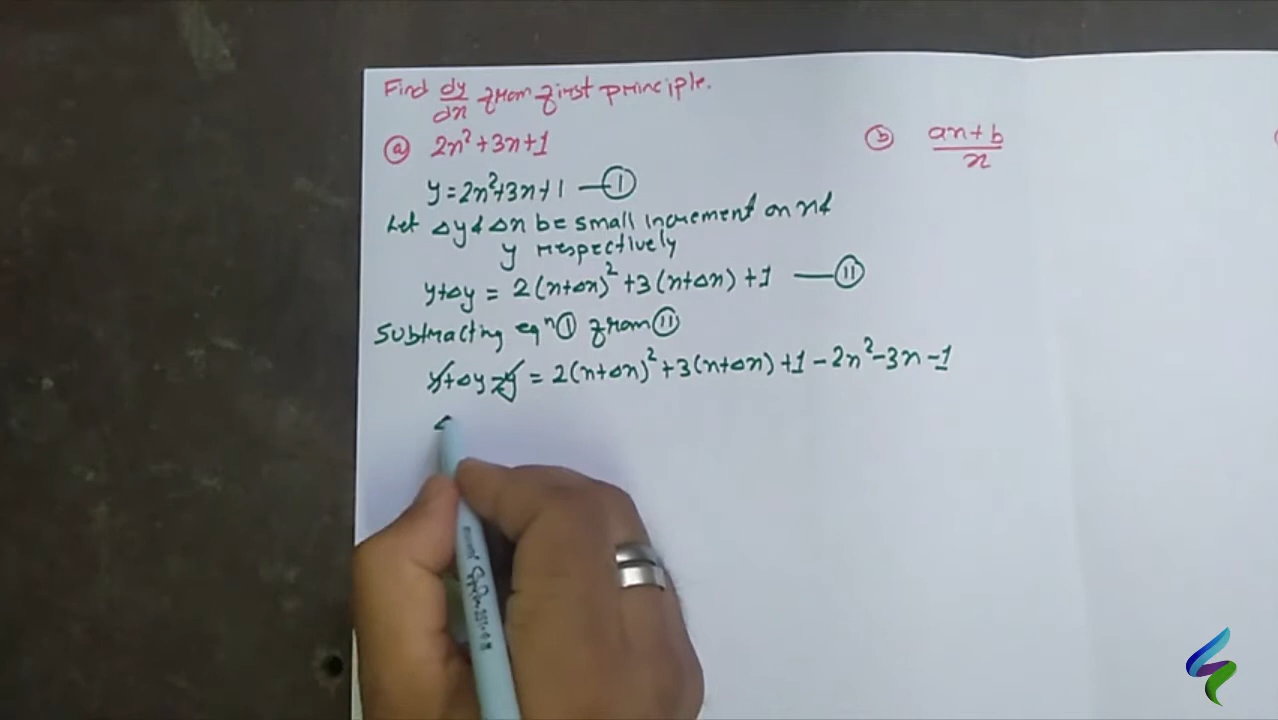 Find dy/dx from first principle.
ⓐ 2x²+3x+1
y = 2x²+3x+1 —Ⓘ
Let Δy & Δx be small increment on x &
y respectively
y+Δy = 2(x+Δx)²+3(x+Δx)+1 —Ⓘ Ⓘ
Subtracting eqⁿ Ⓘ from Ⓘ Ⓘ
y+Δy-y = 2(x+Δx)²+3(x+Δx)+1-2x²-3x-1
Δ
ⓑ ax+b/x